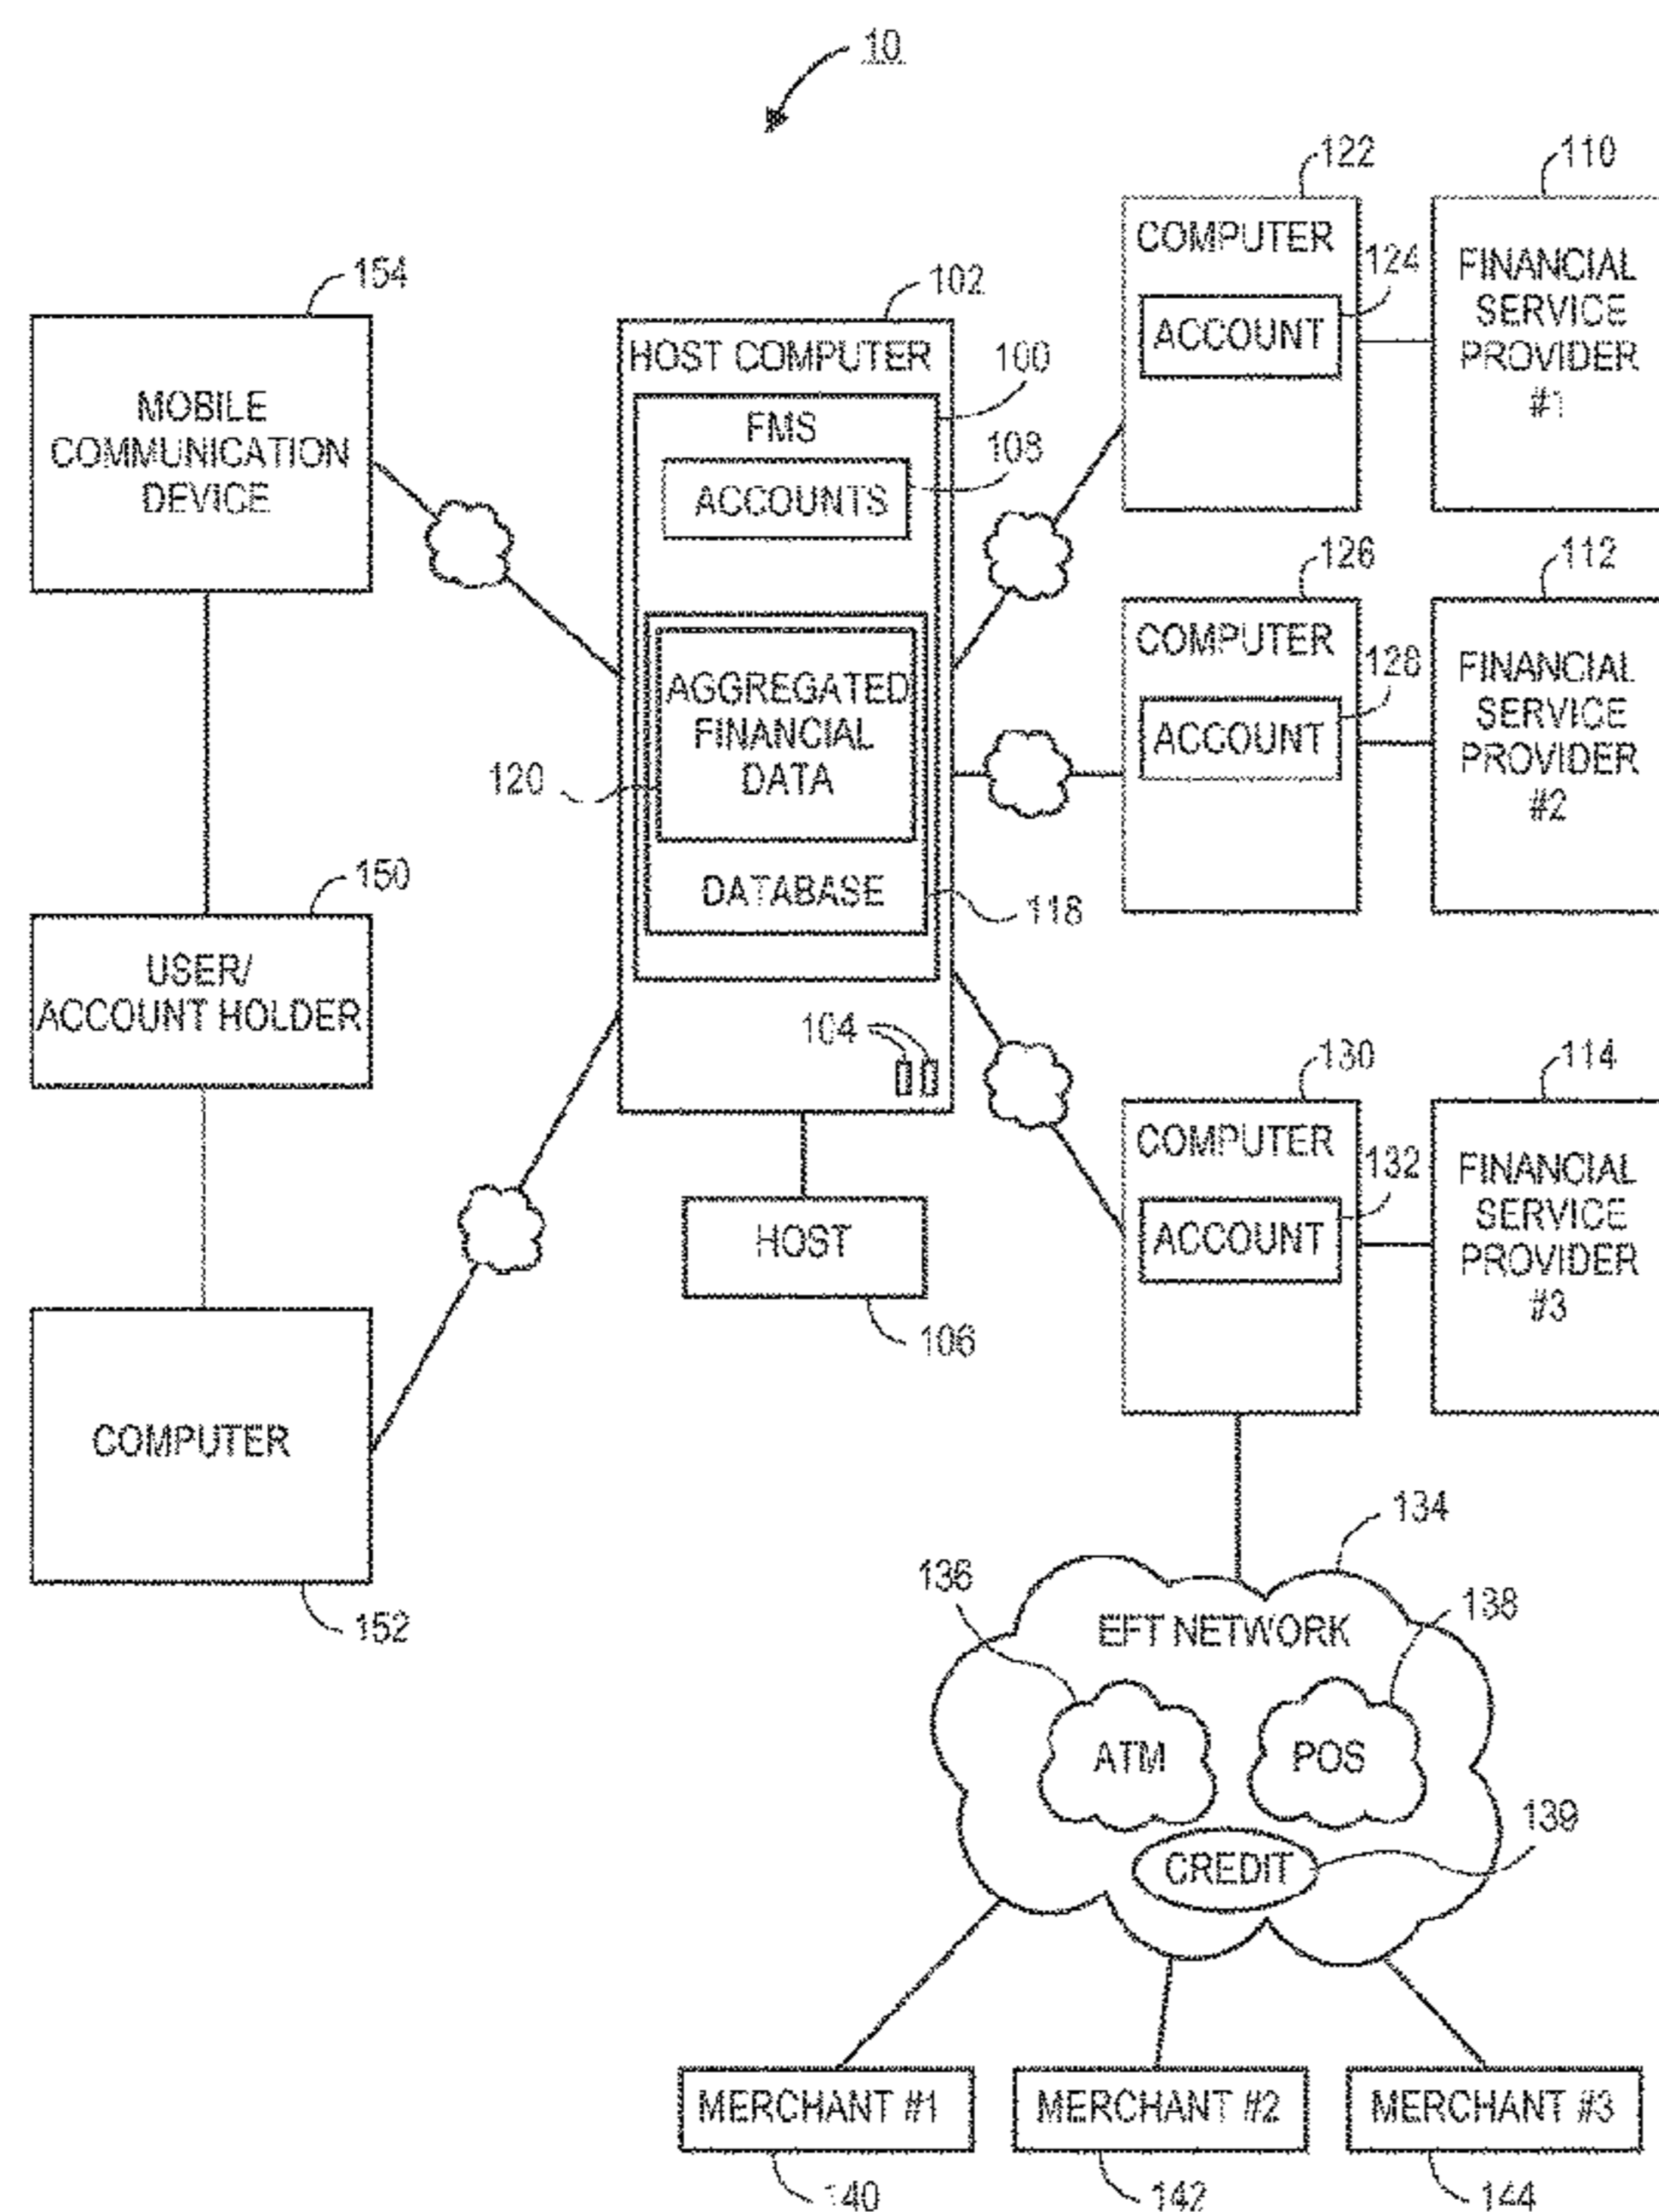 10
154
MOBILE
COMMUNICATION
DEVICE
150
USER/
ACCOUNT HOLDER
COMPUTER
152
102
HOST COMPUTER
100
FMS
108
ACCOUNTS
AGGREGATED
FINANCIAL
DATA
120
DATABASE
118
104
HOST
106
122
COMPUTER
124
ACCOUNT
110
FINANCIAL
SERVICE
PROVIDER
#1
126
COMPUTER
128
ACCOUNT
112
FINANCIAL
SERVICE
PROVIDER
#2
130
COMPUTER
132
ACCOUNT
114
FINANCIAL
SERVICE
PROVIDER
#3
134
136
EFT NETWORK
138
ATM
POS
139
CREDIT
MERCHANT #1
MERCHANT #2
MERCHANT #3
140
142
144